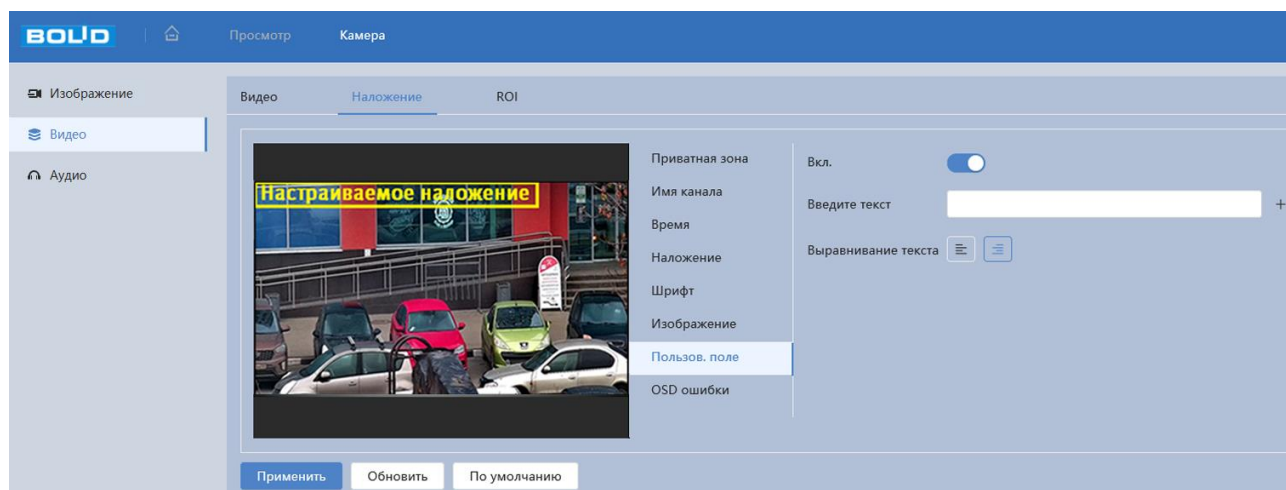 BOLID
Просмотр
Камера
Изображение
Видео
Аудио
Видео
Наложение
ROI
Настраиваемое наложение
Приватная зона
Имя канала
Время
Наложение
Шрифт
Изображение
Пользов. поле
OSD ошибки
Вкл.
Введите текст
+
Выравнивание текста
Применить
Обновить
По умолчанию